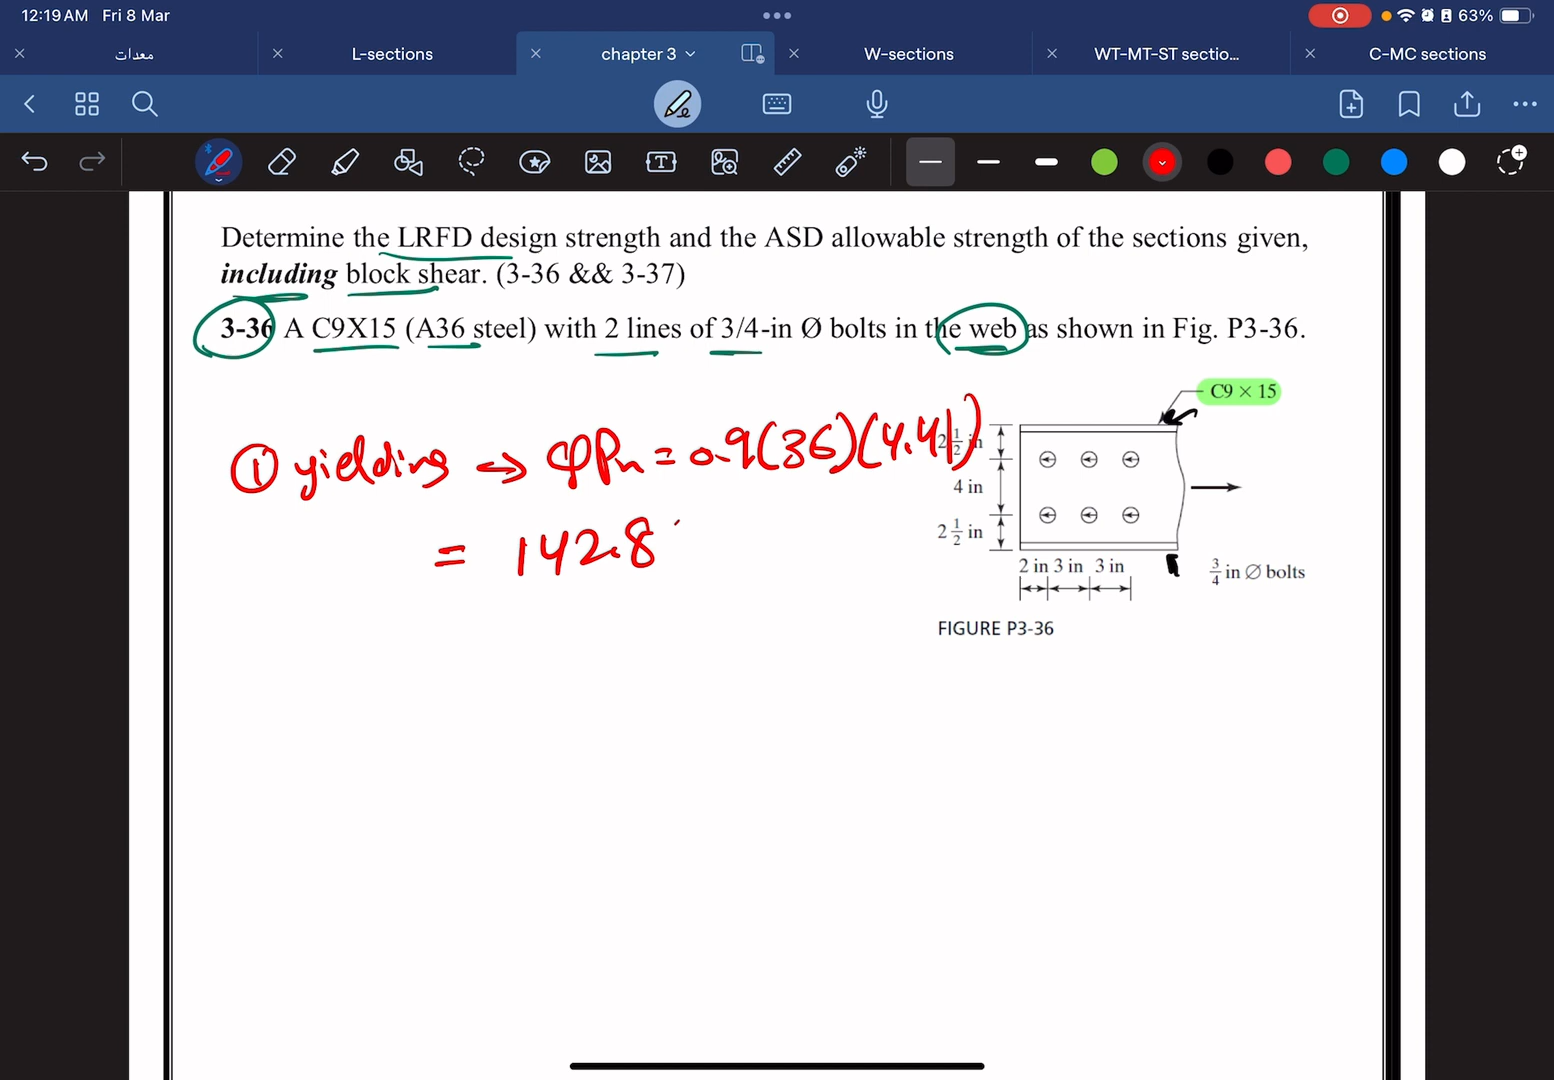 12:19 AM Fri 8 Mar
63%
معدات
L-sections
chapter 3
W-sections
WT-MT-ST sectio...
C-MC sections
Determine the LRFD design strength and the ASD allowable strength of the sections given,
including block shear. (3-36 && 3-37)
3-36 A C9X15 (A36 steel) with 2 lines of 3/4-in Ø bolts in the web as shown in Fig. P3-36.
C9 × 15
① yielding → φPn = 0.9(36)(4.41)
= 142.8
2 1/2 in
4 in
2 1/2 in
2 in 3 in 3 in
3/4 in Ø bolts
FIGURE P3-36